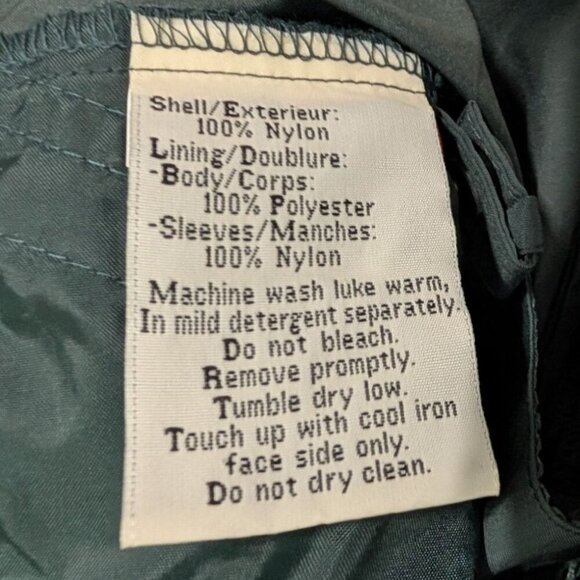 Shell/Exterieur:
100% Nylon
Lining/Doublure:
-Body/Corps:
100% Polyester
-Sleeves/Manches:
100% Nylon
Machine wash luke warm,
In mild detergent separately.
Do not bleach.
Remove promptly.
Tumble dry low.
Touch up with cool iron
face side only.
Do not dry clean.